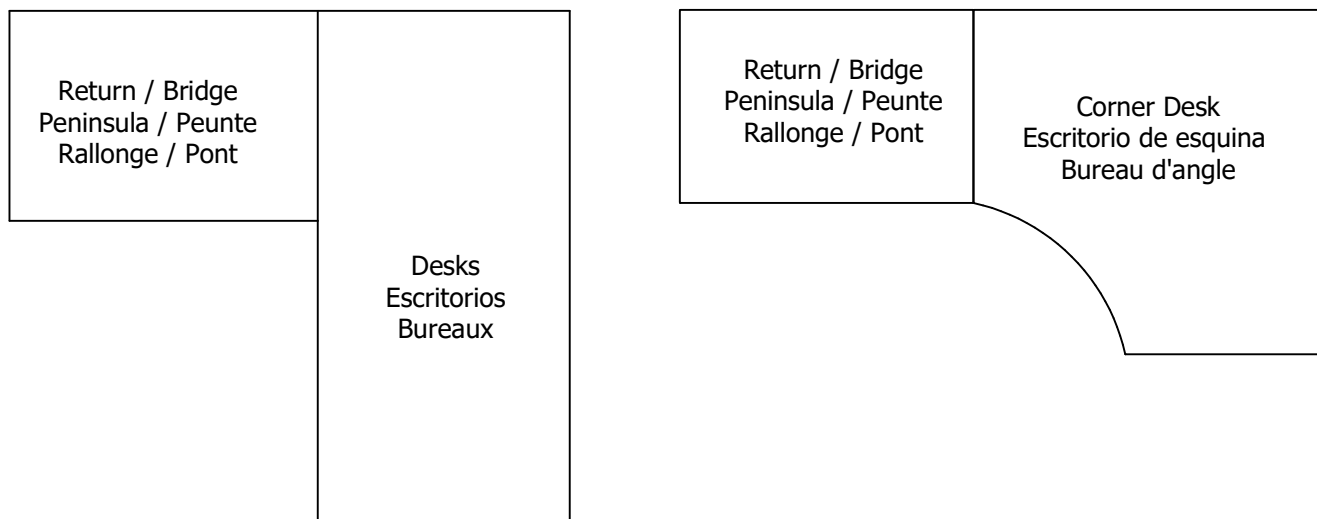 Return / Bridge
Peninsula / Peunte
Rallonge / Pont
Desks
Escritorios
Bureaux
Return / Bridge
Peninsula / Peunte
Rallonge / Pont
Corner Desk
Escritorio de esquina
Bureau d'angle